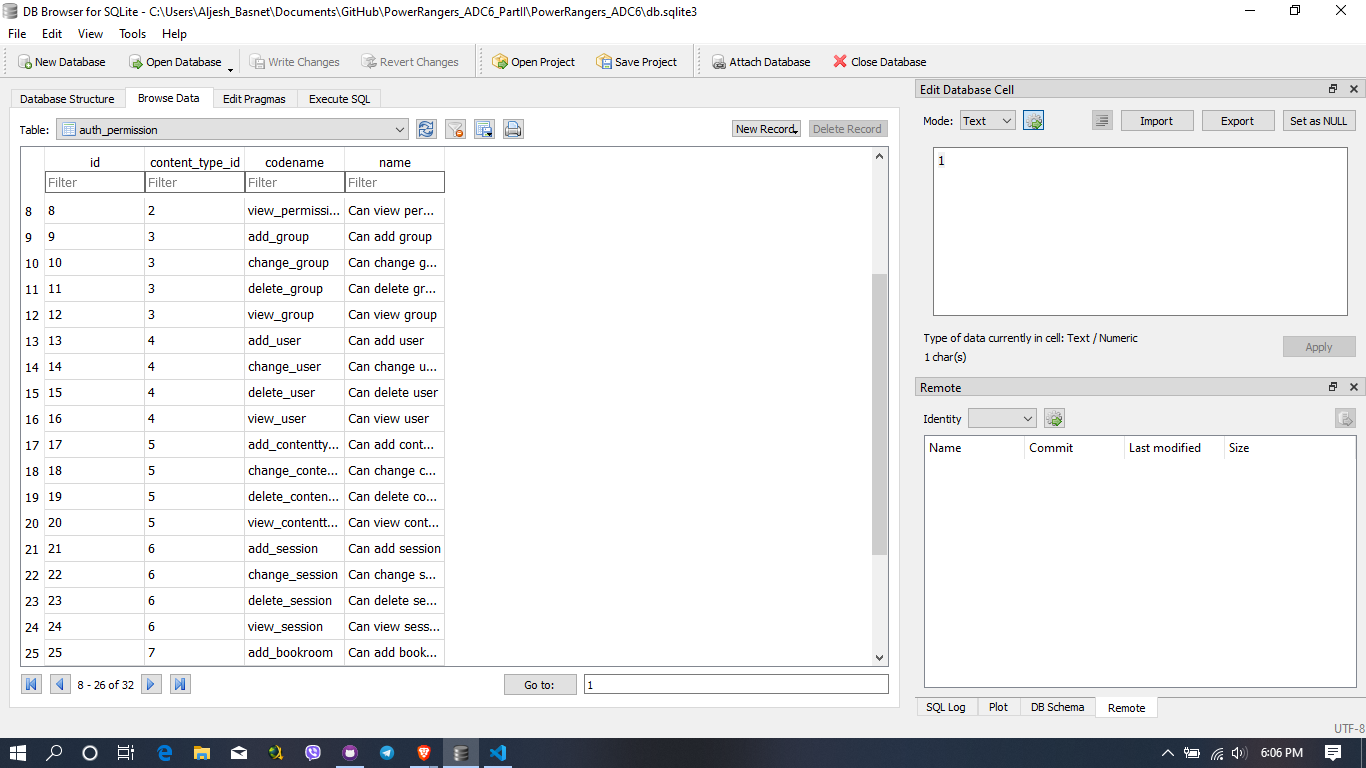 DB Browser for SQLite - C:\Users\Aljesh_Basnet\Documents\GitHub\PowerRangers_ADC6_PartII\PowerRangers_ADC6\db.sqlite3
File Edit View Tools Help
New Database Open Database Write Changes Revert Changes Open Project Save Project Attach Database Close Database
Database Structure Browse Data Edit Pragmas Execute SQL
Table: auth_permission New Record Delete Record
id content_type_id codename name
Filter Filter Filter Filter
8 8 2 view_permissi... Can view per...
9 9 3 add_group Can add group
10 10 3 change_group Can change g...
11 11 3 delete_group Can delete gr...
12 12 3 view_group Can view group
13 13 4 add_user Can add user
14 14 4 change_user Can change u...
15 15 4 delete_user Can delete user
16 16 4 view_user Can view user
17 17 5 add_contentty... Can add cont...
18 18 5 change_conte... Can change c...
19 19 5 delete_conten... Can delete co...
20 20 5 view_contentt... Can view cont...
21 21 6 add_session Can add session
22 22 6 change_session Can change s...
23 23 6 delete_session Can delete se...
24 24 6 view_session Can view sess...
25 25 7 add_bookroom Can add book...
8 - 26 of 32 Go to: 1
Edit Database Cell
Mode: Text Import Export Set as NULL
1
Type of data currently in cell: Text / Numeric
1 char(s)
Apply
Remote
Identity
Name Commit Last modified Size
SQL Log Plot DB Schema Remote
UTF-8
6:06 PM